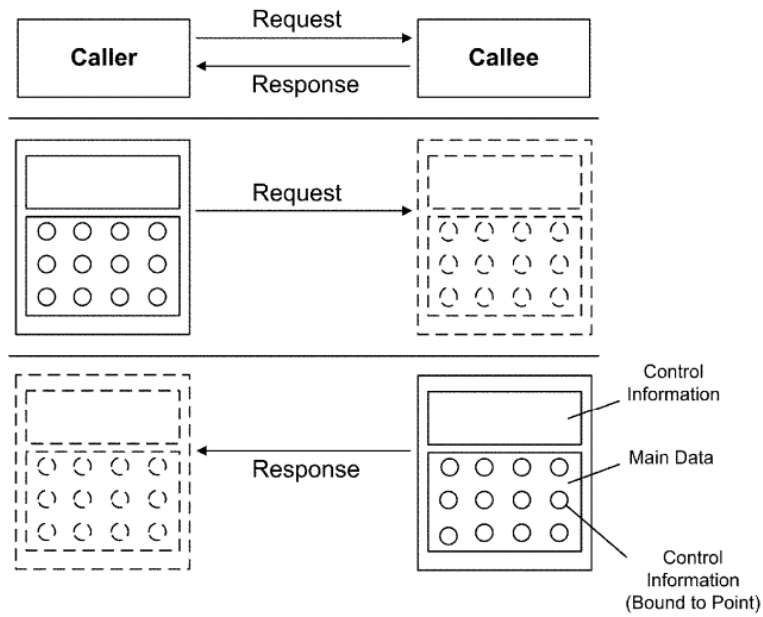 Request
Caller
Callee
Response
Request
Control
Information
Main Data
Response
Control
Information
(Bound to Point)